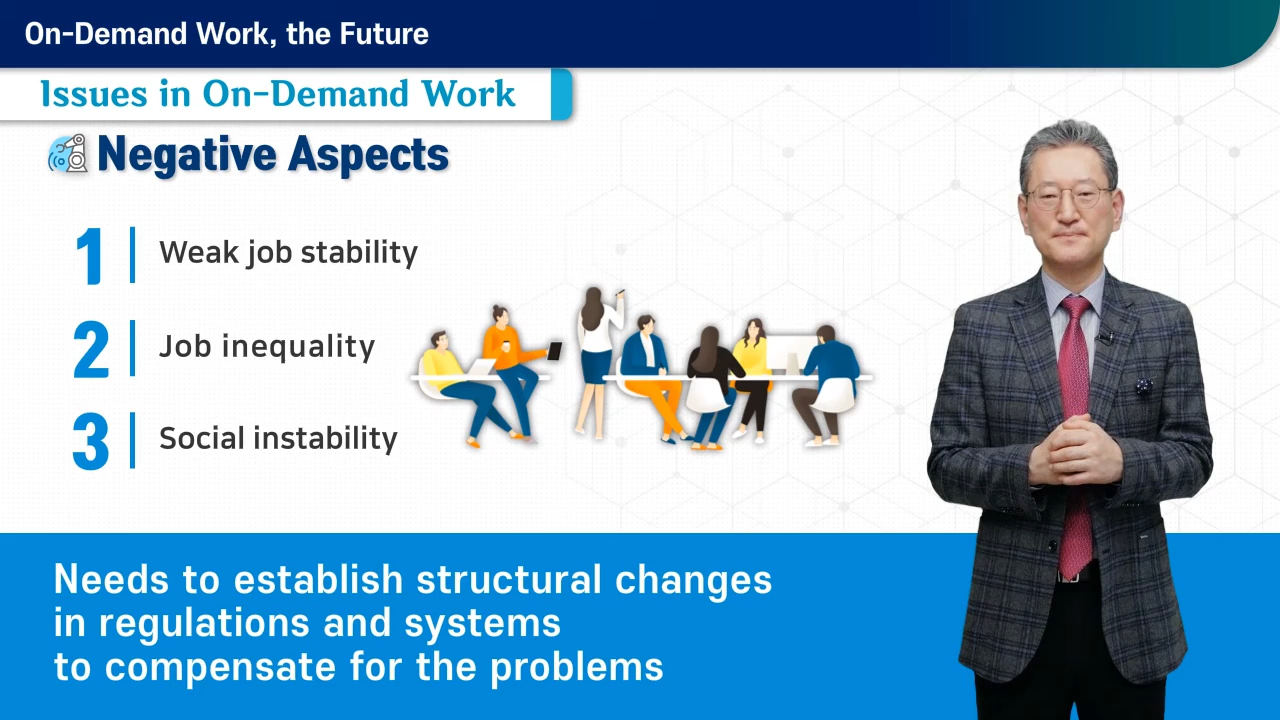 On-Demand Work, the Future
Issues in On-Demand Work
Negative Aspects
1 Weak job stability
2 Job inequality
3 Social instability
Needs to establish structural changes
in regulations and systems
to compensate for the problems